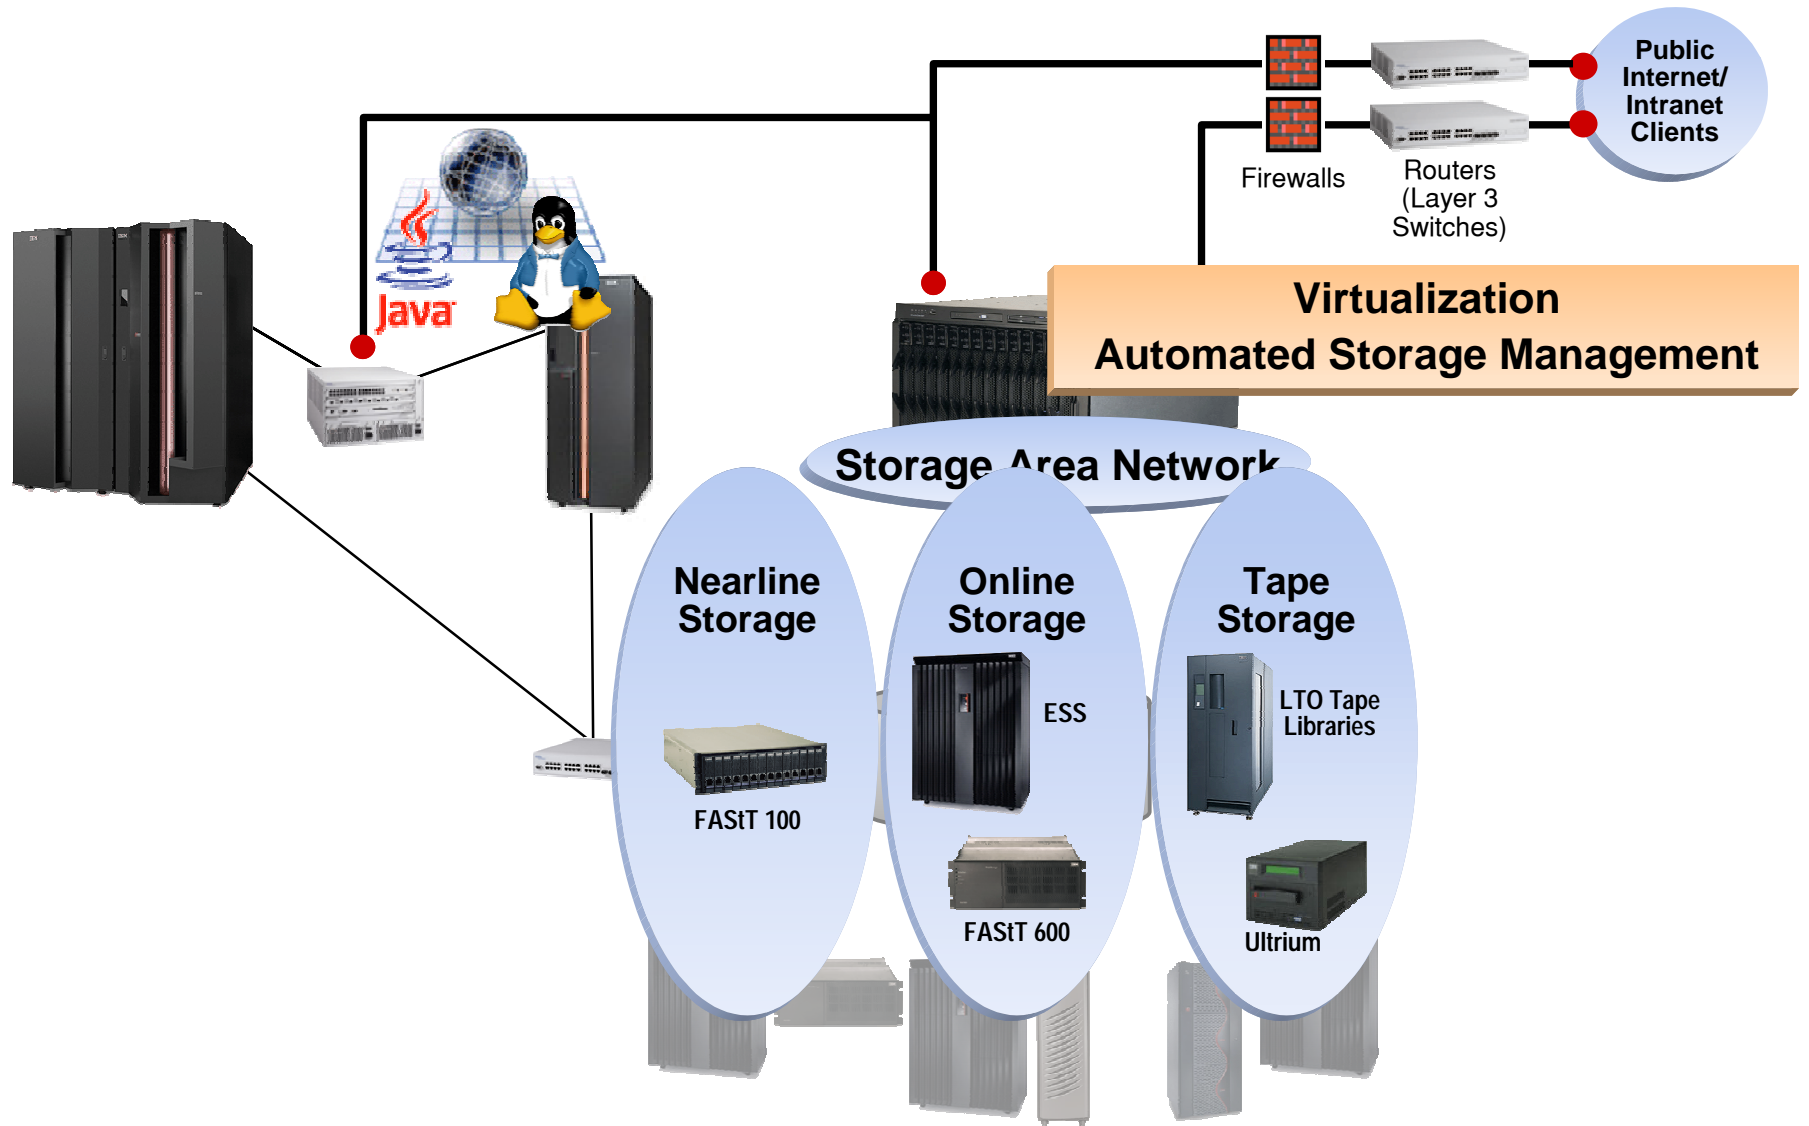 Public
Internet/
Intranet
Clients
Firewalls
Routers
(Layer 3
Switches)
Java
Virtualization
Automated Storage Management
Storage Area Network
Nearline
Storage
FAStT 100
Online
Storage
ESS
FAStT 600
Tape
Storage
LTO Tape
Libraries
Ultrium